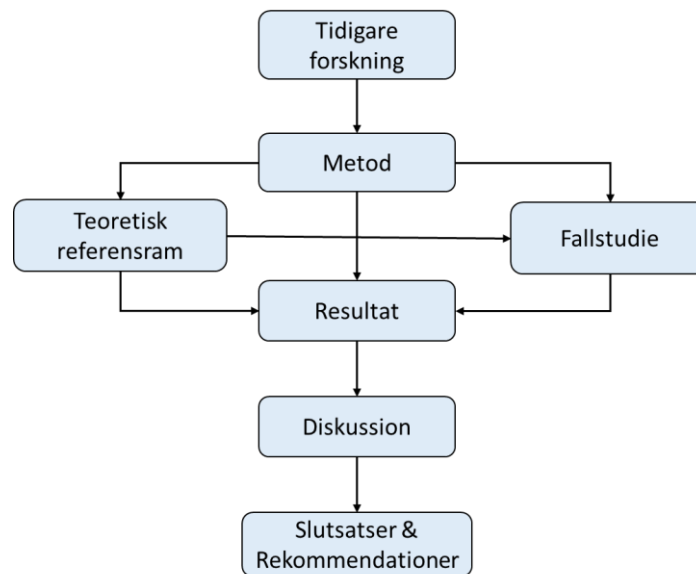 Tidigare
forskning
Metod
Teoretisk
referensram
Fallstudie
Resultat
Diskussion
Slutsatser &
Rekommendationer